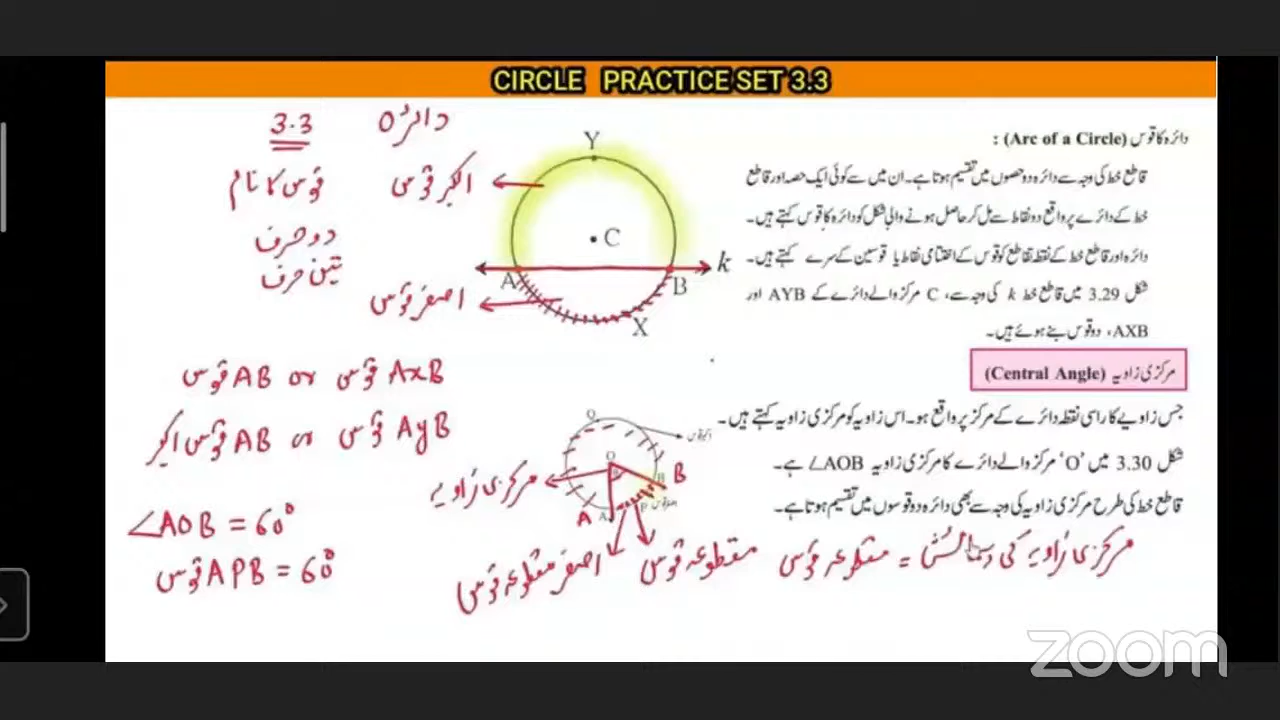 CIRCLE PRACTICE SET 3.3
دائرہ کا قوس (Arc of a Circle) :
قاطع خط کی وجہ سے دائرہ دو حصوں میں تقسیم ہوتا ہے۔ ان میں سے کوئی ایک حصہ اور قاطع
خط کے دائرے پر واقع دو نقاط سے مل کر حاصل ہونے والی شکل کو دائرہ کا قوس کہتے ہیں۔
دائرہ اور قاطع خط کے نقطہ تقاطع کو قوس کے اختتامی نقاط یا قوسین کے سرے کہتے ہیں۔
شکل 3.29 میں قاطع خط k کی وجہ سے، C مرکز والے دائرے کے AYB اور
AXB، دو قوس بنے ہوئے ہیں۔
مرکزی زاویہ (Central Angle)
جس زاویے کا راسی نقطہ دائرے کے مرکز پر واقع ہو۔ اس زاویہ کو مرکزی زاویہ کہتے ہیں۔
شکل 3.30 میں 'O' مرکز والے دائرے کا مرکزی زاویہ ∠AOB ہے۔
قاطع خط کی طرح مرکزی زاویہ کی وجہ سے بھی دائرہ دو قوسوں میں تقسیم ہوتا ہے۔
مرکزی زاویہ کی = مقطوعہ قوس
Y
C
k
A
B
X
دائرہ
3.3
اکبر قوس
قوس کا نام
دو حرف
تین حرف
اصغر قوس
قوس AB or قوس AXB
اکبر قوس AB or قوس AYB
Q
O
B
B
مرکزی زاویہ
A
A
P
مقطوعہ قوس
اصغر مقطوعہ قوس
∠AOB = 60°
قوس APB = 60°
zoom